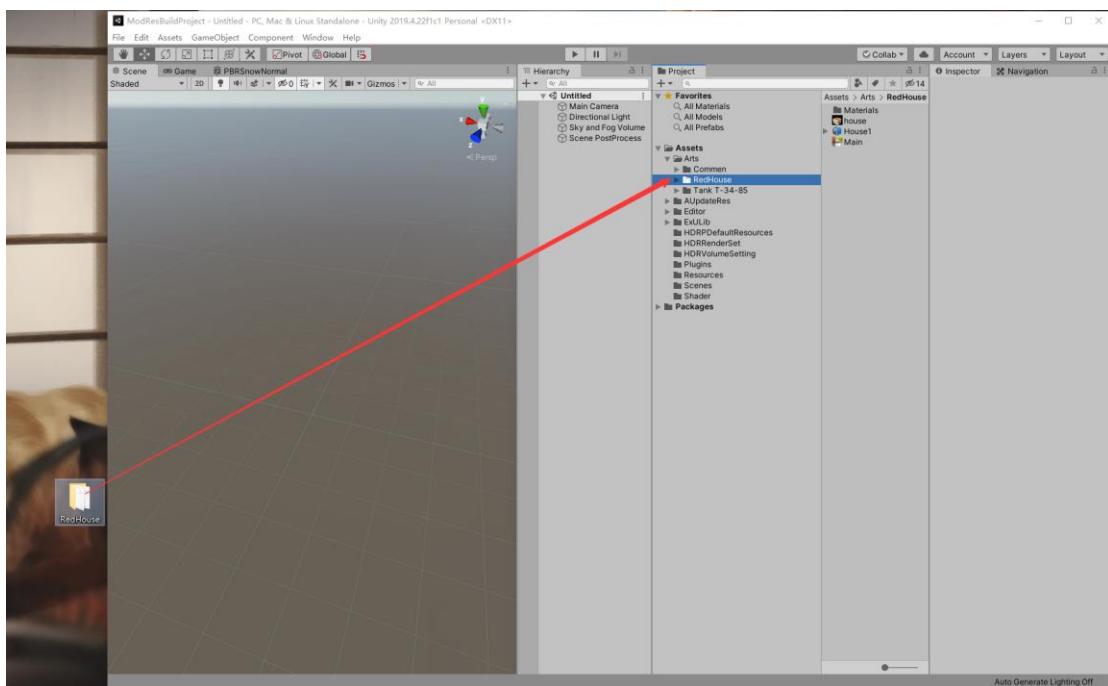 ModResBuildProject - Untitled - PC, Mac & Linux Standalone - Unity 2019.4.22f1c1 Personal <DX11>
File Edit Assets GameObject Component Window Help
Pivot Global
Collab Account Layers Layout
Scene Game PBRSnowNormal
Shaded 2D 0 Gizmos All
z
Persp
Hierarchy
All
Untitled
Main Camera
Directional Light
Sky and Fog Volume
Scene PostProcess
Project
14
Favorites
All Materials
All Models
All Prefabs
Assets
Arts
Commen
RedHouse
Tank T-34-85
AUpdateRes
Editor
ExULib
HDRPDefaultResources
HDRRenderSet
HDRVolumeSetting
Plugins
Resources
Scenes
Shader
Packages
Assets > Arts > RedHouse
Materials
house
House1
Main
Inspector Navigation
RedHouse
Auto Generate Lighting Off